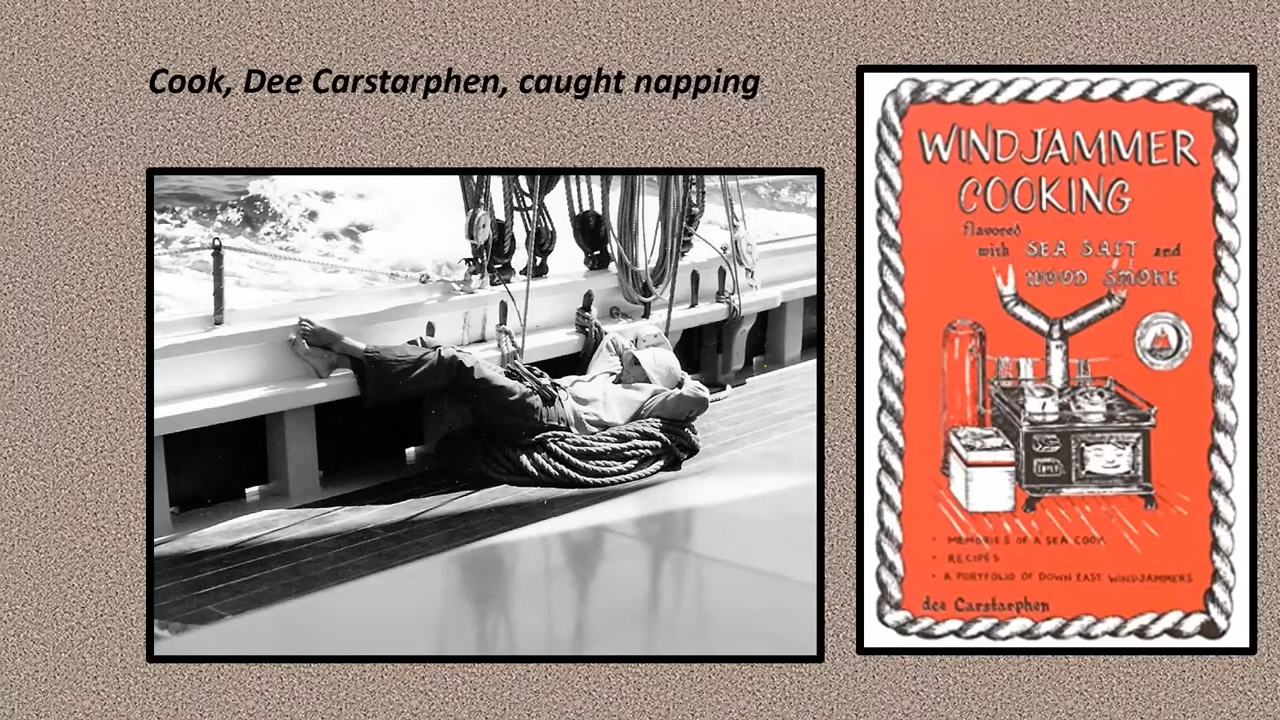 Cook, Dee Carstarphen, caught napping
WINDJAMMER
COOKING
flavored
with SEA SALT and
WOOD SMOKE
• MEMORIES OF A SEA COOK
• RECIPES
• A PORTFOLIO OF DOWN EAST WINDJAMMERS
dee Carstarphen